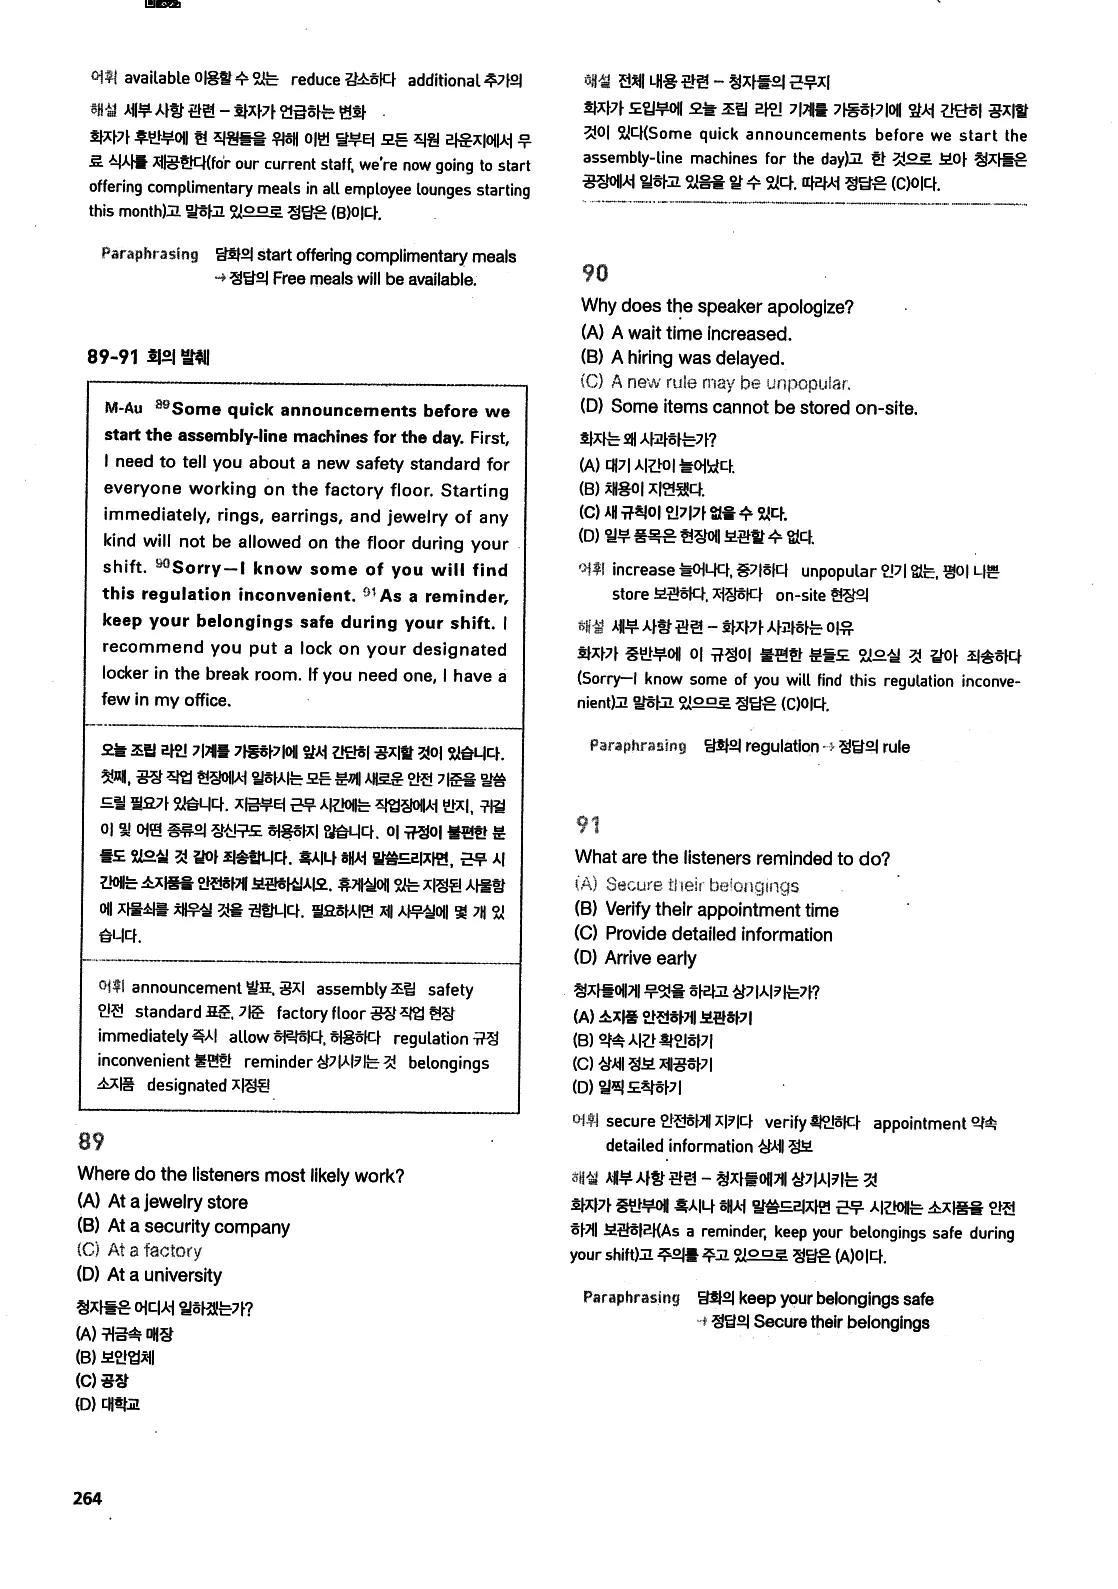 어휘 available 이용할 수 있는 reduce 감소하다 additional 추가의
해설 세부 사항 관련 – 화자가 언급하는 변화
화자가 후반부에 현 직원들을 위해 이번 달부터 모든 직원 라운지에서 무
료 식사를 제공한다(for our current staff, we're now going to start
offering complimentary meals in all employee lounges starting
this month)고 말하고 있으므로 정답은 (B)이다.
Paraphrasing 담화의 start offering complimentary meals
→ 정답의 Free meals will be available.
89-91 회의 발췌
M-Au 89Some quick announcements before we
start the assembly-line machines for the day. First,
I need to tell you about a new safety standard for
everyone working on the factory floor. Starting
immediately, rings, earrings, and jewelry of any
kind will not be allowed on the floor during your
shift. 90Sorry—I know some of you will find
this regulation inconvenient. 91As a reminder,
keep your belongings safe during your shift. I
recommend you put a lock on your designated
locker in the break room. If you need one, I have a
few in my office.
오늘 조립 라인 기계를 가동하기에 앞서 간단히 공지할 것이 있습니다.
첫째, 공장 작업 현장에서 일하시는 모든 분께 새로운 안전 기준을 말씀
드릴 필요가 있습니다. 지금부터 근무 시간에는 작업장에서 반지, 귀걸
이 및 어떤 종류의 장신구도 허용하지 않습니다. 이 규정이 불편한 분
들도 있으실 것 같아 죄송합니다. 혹시나 해서 말씀드리자면, 근무 시
간에는 소지품을 안전하게 보관하십시오. 휴게실에 있는 지정된 사물함
에 자물쇠를 채우실 것을 권합니다. 필요하시면 제 사무실에 몇 개 있
습니다.
어휘 announcement 발표, 공지 assembly 조립 safety
안전 standard 표준, 기준 factory floor 공장 작업 현장
immediately 즉시 allow 허락하다, 허용하다 regulation 규정
inconvenient 불편한 reminder 상기시키는 것 belongings
소지품 designated 지정된
89
Where do the listeners most likely work?
(A) At a jewelry store
(B) At a security company
(C) At a factory
(D) At a university
청자들은 어디서 일하겠는가?
(A) 귀금속 매장
(B) 보안업체
(C) 공장
(D) 대학교
264
해설 전체 내용 관련 – 청자들의 근무지
화자가 도입부에 오늘 조립 라인 기계를 가동하기에 앞서 간단히 공지할
것이 있다(Some quick announcements before we start the
assembly-line machines for the day)고 한 것으로 보아 청자들은
공장에서 일하고 있음을 알 수 있다. 따라서 정답은 (C)이다.
90
Why does the speaker apologize?
(A) A wait time increased.
(B) A hiring was delayed.
(C) A new rule may be unpopular.
(D) Some items cannot be stored on-site.
화자는 왜 사과하는가?
(A) 대기 시간이 늘어났다.
(B) 채용이 지연됐다.
(C) 새 규칙이 인기가 없을 수 있다.
(D) 일부 품목은 현장에 보관할 수 없다.
어휘 increase 늘어나다, 증가하다 unpopular 인기 없는, 평이 나쁜
store 보관하다, 저장하다 on-site 현장의
해설 세부 사항 관련 – 화자가 사과하는 이유
화자가 중반부에 이 규정이 불편한 분들도 있으실 것 같아 죄송하다
(Sorry—I know some of you will find this regulation inconve-
nient)고 말하고 있으므로 정답은 (C)이다.
Paraphrasing 담화의 regulation → 정답의 rule
91
What are the listeners reminded to do?
(A) Secure their belongings
(B) Verify their appointment time
(C) Provide detailed information
(D) Arrive early
청자들에게 무엇을 하라고 상기시키는가?
(A) 소지품 안전하게 보관하기
(B) 약속 시간 확인하기
(C) 상세 정보 제공하기
(D) 일찍 도착하기
어휘 secure 안전하게 지키다 verify 확인하다 appointment 약속
detailed information 상세 정보
해설 세부 사항 관련 – 청자들에게 상기시키는 것
화자가 중반부에 혹시나 해서 말씀드리자면 근무 시간에는 소지품을 안전
하게 보관하라(As a reminder, keep your belongings safe during
your shift)고 주의를 주고 있으므로 정답은 (A)이다.
Paraphrasing 담화의 keep your belongings safe
→ 정답의 Secure their belongings